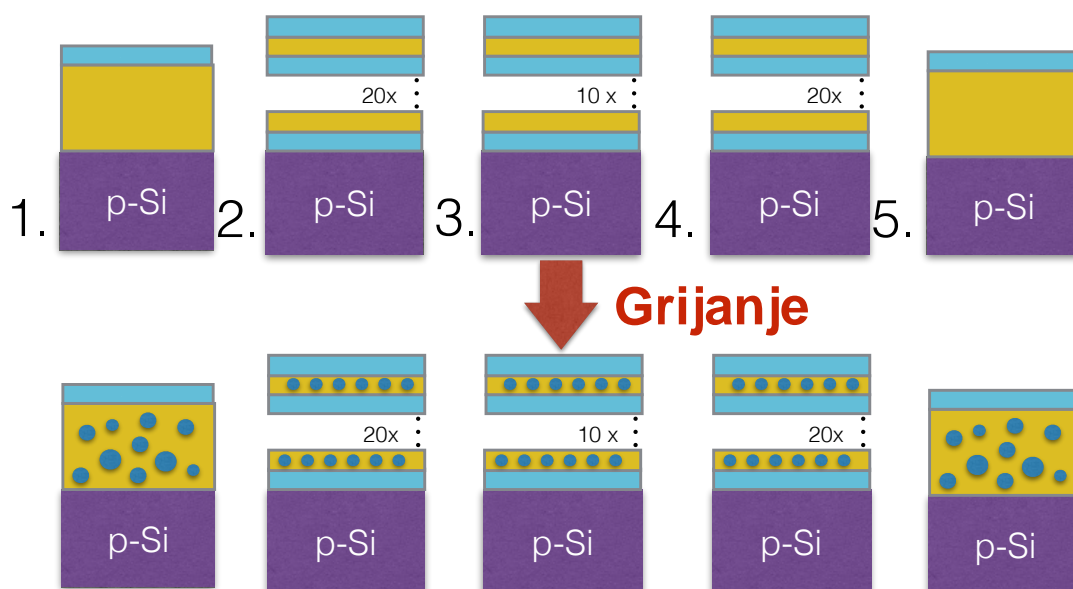 20x
10 x
20x
1.
p-Si
2.
p-Si
3.
p-Si
4.
p-Si
5.
p-Si
Grijanje
20x
10 x
20x
p-Si
p-Si
p-Si
p-Si
p-Si